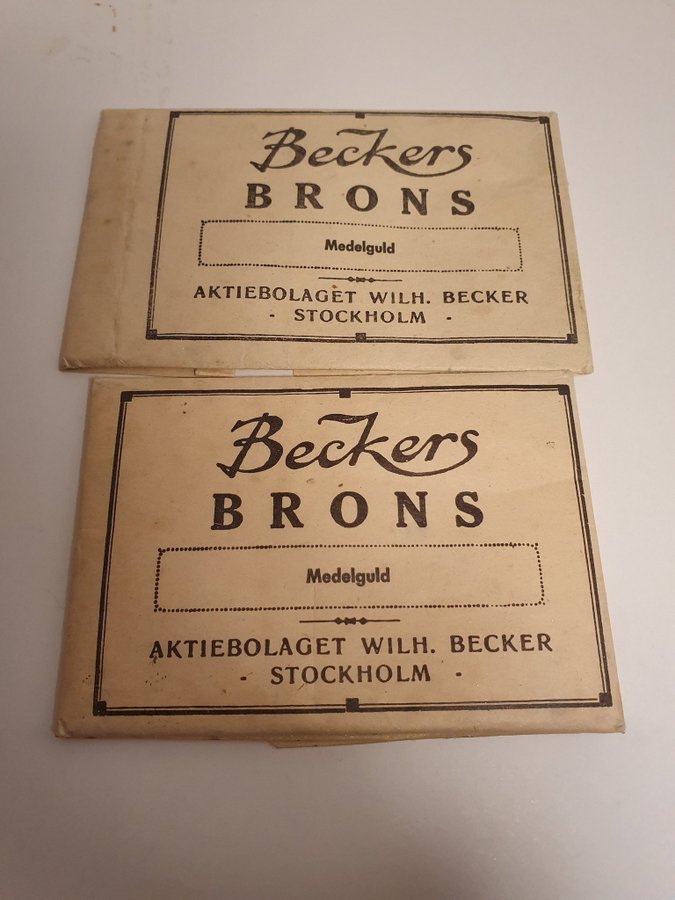 Beckers
BRONS
Medelguld
AKTIEBOLAGET WILH. BECKER
- STOCKHOLM -
Beckers
BRONS
Medelguld
AKTIEBOLAGET WILH. BECKER
- STOCKHOLM -